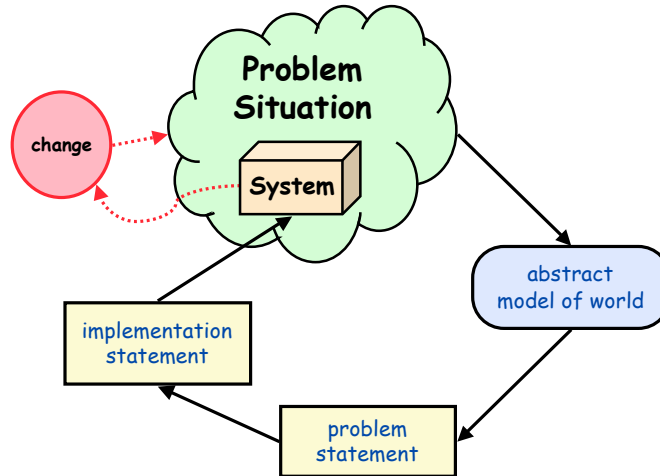 Problem
Situation
change
System
abstract
model of world
implementation
statement
problem
statement